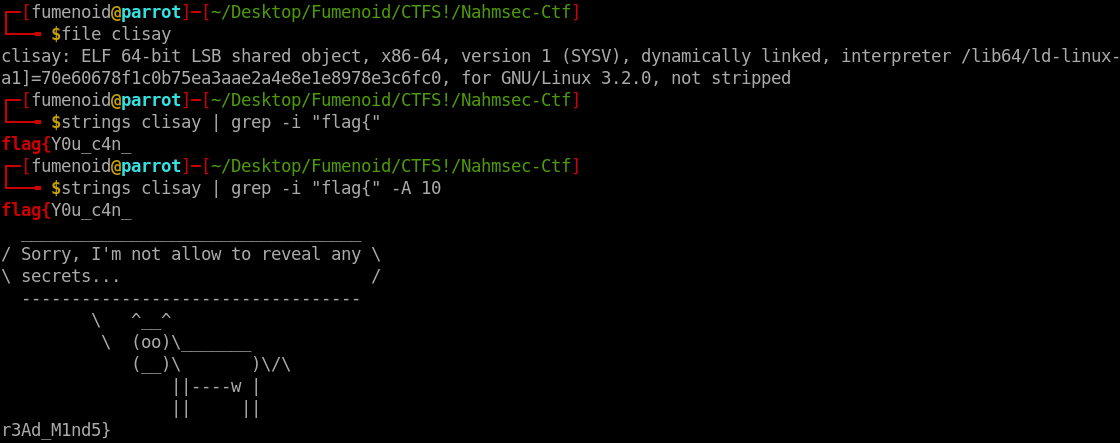 ┌─[fumenoid@parrot]─[~/Desktop/Fumenoid/CTFS!/Nahmsec-Ctf]
└──╼ $file clisay
clisay: ELF 64-bit LSB shared object, x86-64, version 1 (SYSV), dynamically linked, interpreter /lib64/ld-linux-
a1]=70e60678f1c0b75ea3aae2a4e8e1e8978e3c6fc0, for GNU/Linux 3.2.0, not stripped
┌─[fumenoid@parrot]─[~/Desktop/Fumenoid/CTFS!/Nahmsec-Ctf]
└──╼ $strings clisay | grep -i "flag{"
flag{Y0u_c4n_
┌─[fumenoid@parrot]─[~/Desktop/Fumenoid/CTFS!/Nahmsec-Ctf]
└──╼ $strings clisay | grep -i "flag{" -A 10
flag{Y0u_c4n_
  __________________________________
/ Sorry, I'm not allow to reveal any \
\ secrets...                         /
  ----------------------------------
         \   ^__^
          \  (oo)\_______
             (__)\       )\/\
                 ||----w |
                 ||     ||
r3Ad_M1nd5}